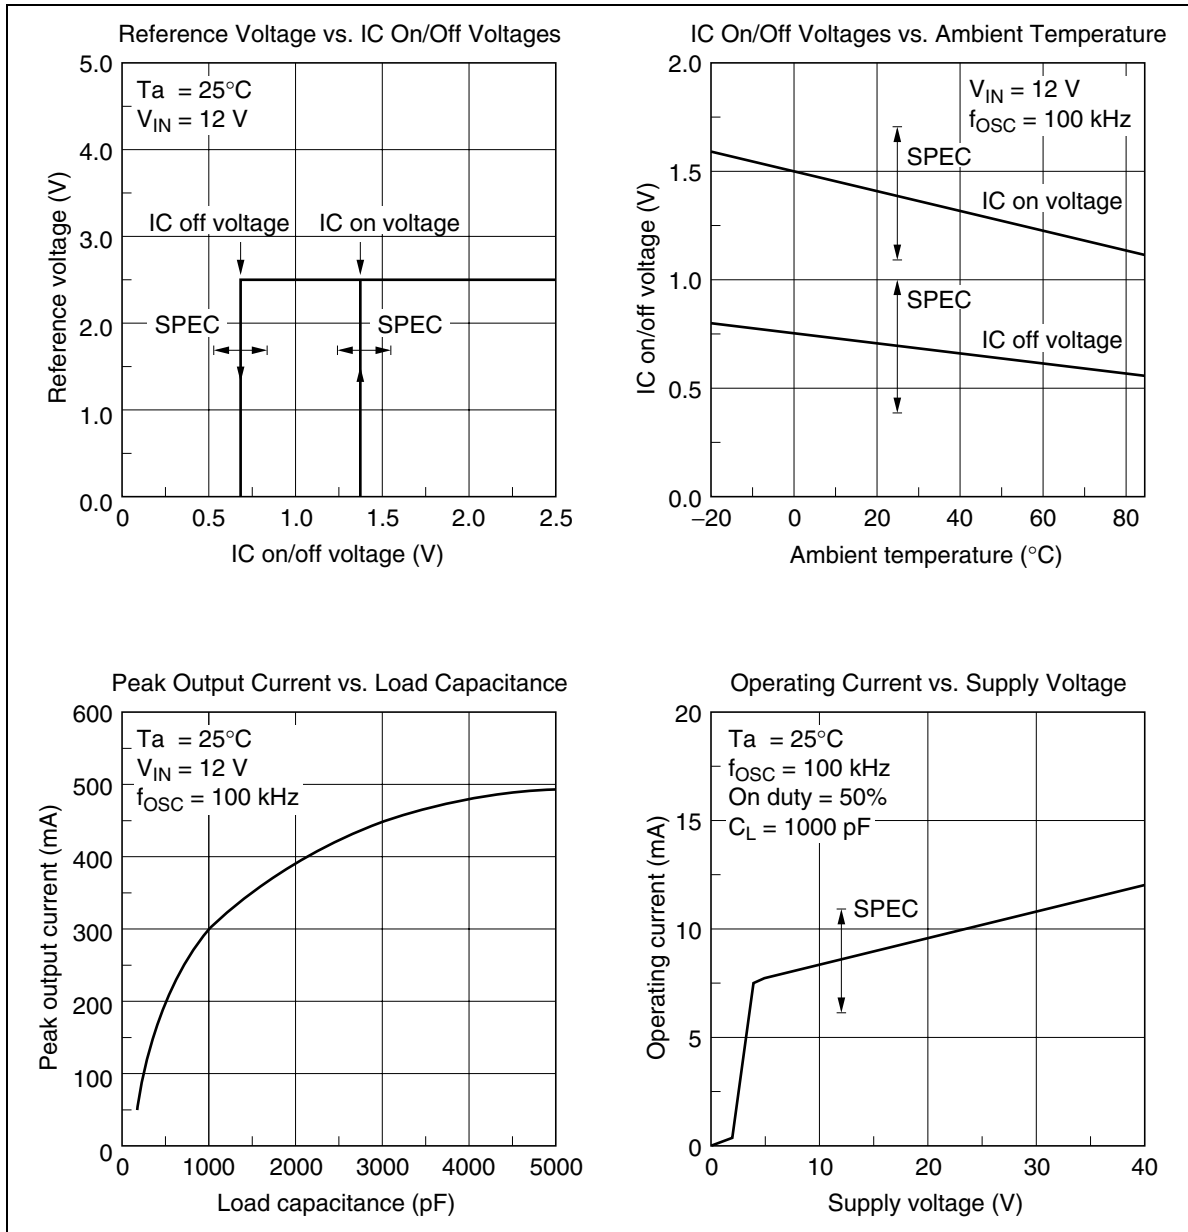 Reference Voltage vs. IC On/Off Voltages
5.0
4.0
3.0
2.0
1.0
0.0
Reference voltage (V)
Ta = 25°C
V_IN = 12 V
IC off voltage
IC on voltage
SPEC
SPEC
0
0.5
1.0
1.5
2.0
2.5
IC on/off voltage (V)
IC On/Off Voltages vs. Ambient Temperature
2.0
1.5
1.0
0.5
0.0
IC on/off voltage (V)
V_IN = 12 V
f_OSC = 100 kHz
SPEC
IC on voltage
SPEC
IC off voltage
–20
0
20
40
60
80
Ambient temperature (°C)
Peak Output Current vs. Load Capacitance
600
500
400
300
200
100
0
Peak output current (mA)
Ta = 25°C
V_IN = 12 V
f_OSC = 100 kHz
0
1000
2000
3000
4000
5000
Load capacitance (pF)
Operating Current vs. Supply Voltage
20
15
10
5
0
Operating current (mA)
Ta = 25°C
f_OSC = 100 kHz
On duty = 50%
C_L = 1000 pF
SPEC
0
10
20
30
40
Supply voltage (V)